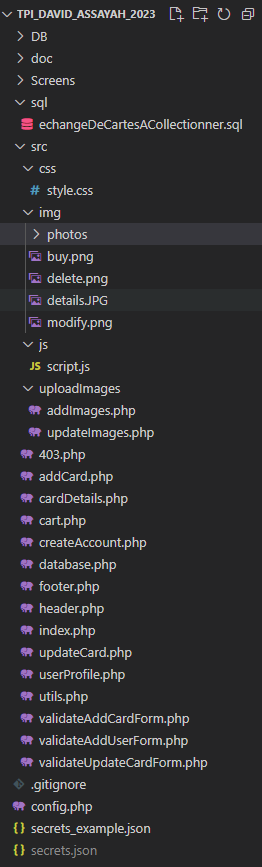 TPI_DAVID_ASSAYAH_2023
DB
doc
Screens
sql
echangeDeCartesACollectionner.sql
src
css
# style.css
img
photos
buy.png
delete.png
details.JPG
modify.png
js
JS script.js
uploadImages
addImages.php
updateImages.php
403.php
addCard.php
cardDetails.php
cart.php
createAccount.php
database.php
footer.php
header.php
index.php
updateCard.php
userProfile.php
utils.php
validateAddCardForm.php
validateAddUserForm.php
validateUpdateCardForm.php
.gitignore
config.php
{} secrets_example.json
{} secrets.json